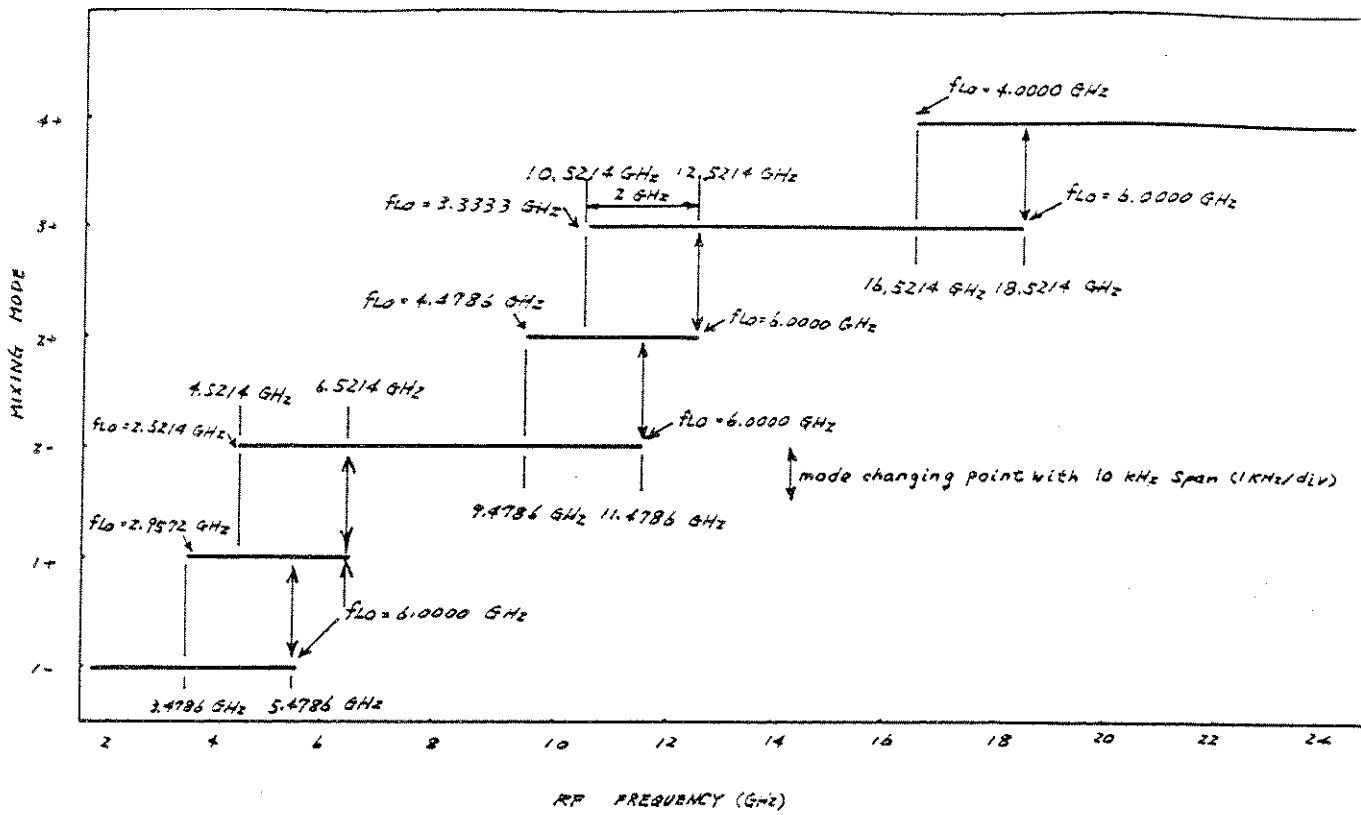 fLO = 4.0000 GHz
4+
10.5214 GHz 12.5214 GHz
2 GHz
fLO = 3.3333 GHz
fLO = 6.0000 GHz
3+
16.5214 GHz 18.5214 GHz
fLO = 4.4786 GHz
fLO = 6.0000 GHz
2+
4.5214 GHz 6.5214 GHz
fLO = 2.5214 GHz
fLO = 6.0000 GHz
2-
mode changing point with 10 kHz Span (1KHz/div)
9.4786 GHz 11.4786 GHz
fLO = 2.9572 GHz
1+
fLO = 6.0000 GHz
1-
3.4786 GHz 5.4786 GHz
MIXING MODE
2 4 6 8 10 12 14 16 18 20 22 24
RF FREQUENCY (GHz)